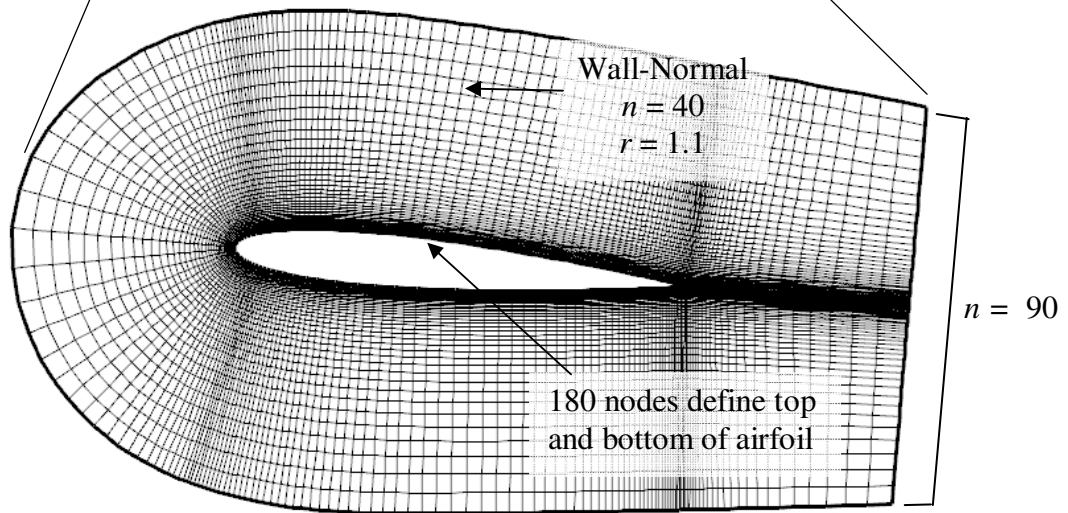 Wall-Normal
n = 40
r = 1.1
n = 90
180 nodes define top
and bottom of airfoil